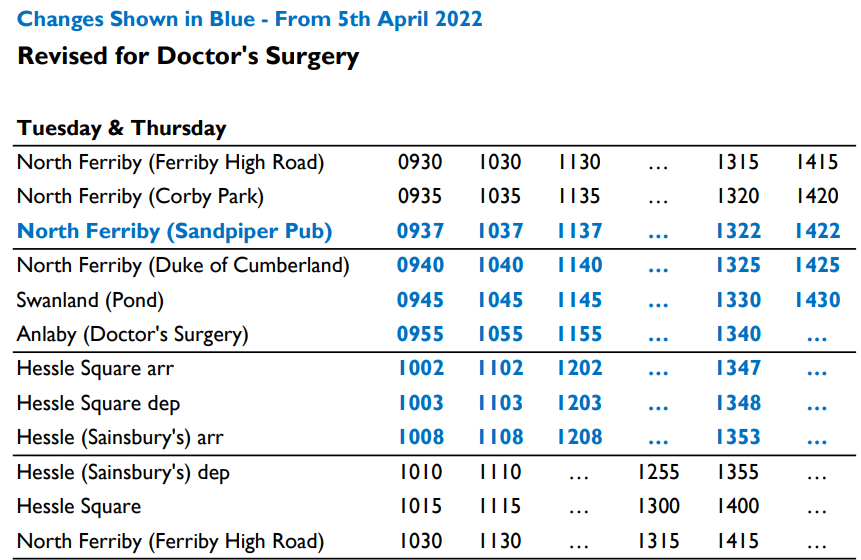 Changes Shown in Blue - From 5th April 2022
Revised for Doctor's Surgery
Tuesday & Thursday
North Ferriby (Ferriby High Road) 0930 1030 1130 ... 1315 1415
North Ferriby (Corby Park) 0935 1035 1135 ... 1320 1420
North Ferriby (Sandpiper Pub) 0937 1037 1137 ... 1322 1422
North Ferriby (Duke of Cumberland) 0940 1040 1140 ... 1325 1425
Swanland (Pond) 0945 1045 1145 ... 1330 1430
Anlaby (Doctor's Surgery) 0955 1055 1155 ... 1340 ...
Hessle Square arr 1002 1102 1202 ... 1347 ...
Hessle Square dep 1003 1103 1203 ... 1348 ...
Hessle (Sainsbury's) arr 1008 1108 1208 ... 1353 ...
Hessle (Sainsbury's) dep 1010 1110 ... 1255 1355 ...
Hessle Square 1015 1115 ... 1300 1400 ...
North Ferriby (Ferriby High Road) 1030 1130 ... 1315 1415 ...